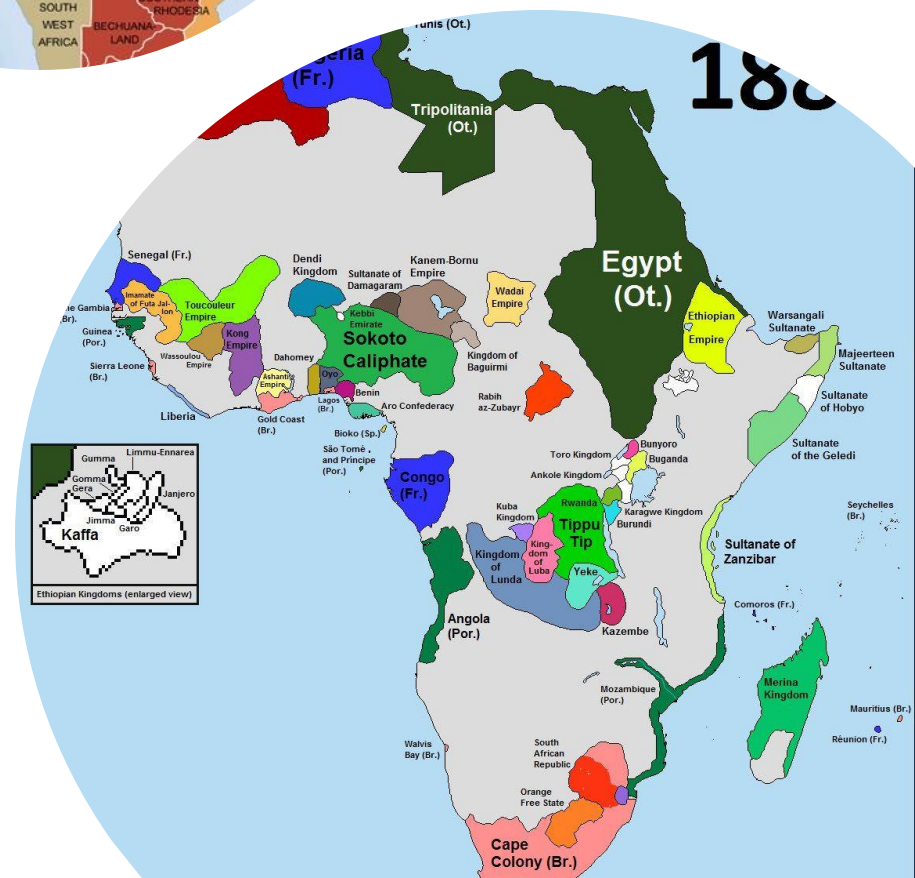 SOUTH
WEST
AFRICA
BECHUANA-
LAND
RHODESIA
(Ot.)
(Fr.)
188
Tripolitania
(Ot.)
Egypt
(Ot.)
Senegal (Fr.)
Imamate
of Futa Jal-
lon
Toucouleur
Empire
Gambia
Br).
Guinea
(Por.)
Wassoulou
Empire
Kong
Empire
Sierra Leone
(Br.)
Liberia
Ashanti
Empire
Gold Coast
(Br.)
Dahomey
Dendi
Kingdom
Sultanate of
Damagaram
Kanem-Bornu
Empire
Kebbi
Emirate
Sokoto
Caliphate
Oyo
Benin
Lagos
(Br.)
Aro Confederacy
Bioko (Sp.)
São Tomé
and Príncipe
(Por.)
Wadai
Empire
Kingdom of
Baguirmi
Rabih
az-Zubayr
Ethiopian
Empire
Warsangali
Sultanate
Majeerteen
Sultanate
Sultanate
of Hobyo
Sultanate
of the Geledi
Bunyoro
Toro Kingdom
Buganda
Ankole Kingdom
Karagwe Kingdom
Rwanda
Burundi
Congo
(Fr.)
Kuba
Kingdom
Tippu
Tip
King-
dom
of
Luba
Kingdom
of
Lunda
Yeke
Kazembe
Sultanate of
Zanzibar
Seychelles
(Br.)
Comoros (Fr.)
Angola
(Por.)
Mozambique
(Por.)
Merina
Kingdom
Mauritius (Br.)
Réunion (Fr.)
Walvis
Bay (Br.)
South
African
Republic
Orange
Free State
Cape
Colony (Br.)
Gumma
Limmu-Ennarea
Gomma
Gera
Janjero
Jimma
Garo
Kaffa
Ethiopian Kingdoms (enlarged view)